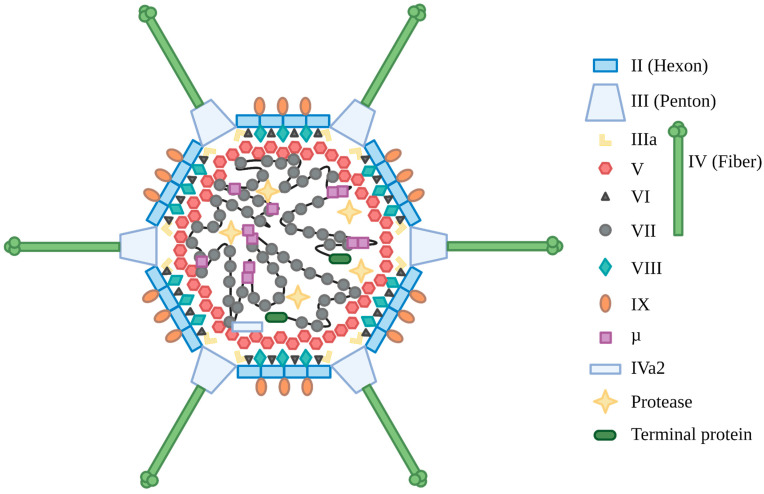 II (Hexon)
III (Penton)
IIIa
IV (Fiber)
V
VI
VII
VIII
IX
µ
IVa2
Protease
Terminal protein